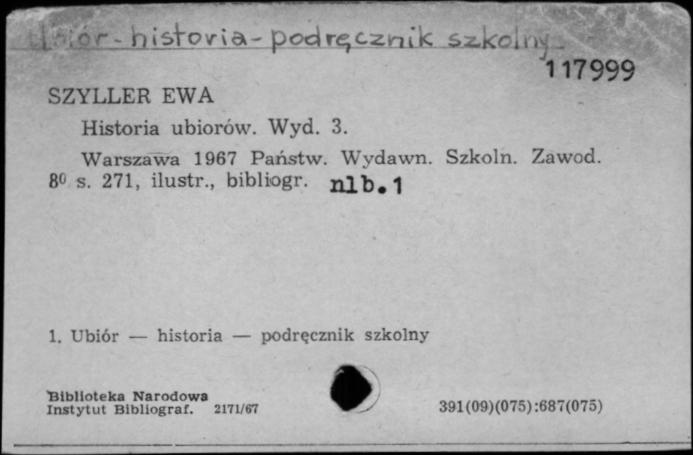 Ubiór - historia - podręcznik szkolny
117999
SZYLLER EWA
Historia ubiorów. Wyd. 3.
Warszawa 1967 Państw. Wydawn. Szkoln. Zawod.
8⁰ s. 271, ilustr., bibliogr. nlb.1
1. Ubiór — historia — podręcznik szkolny
Biblioteka Narodowa
Instytut Bibliograf. 2171/67 391(09)(075):687(075)